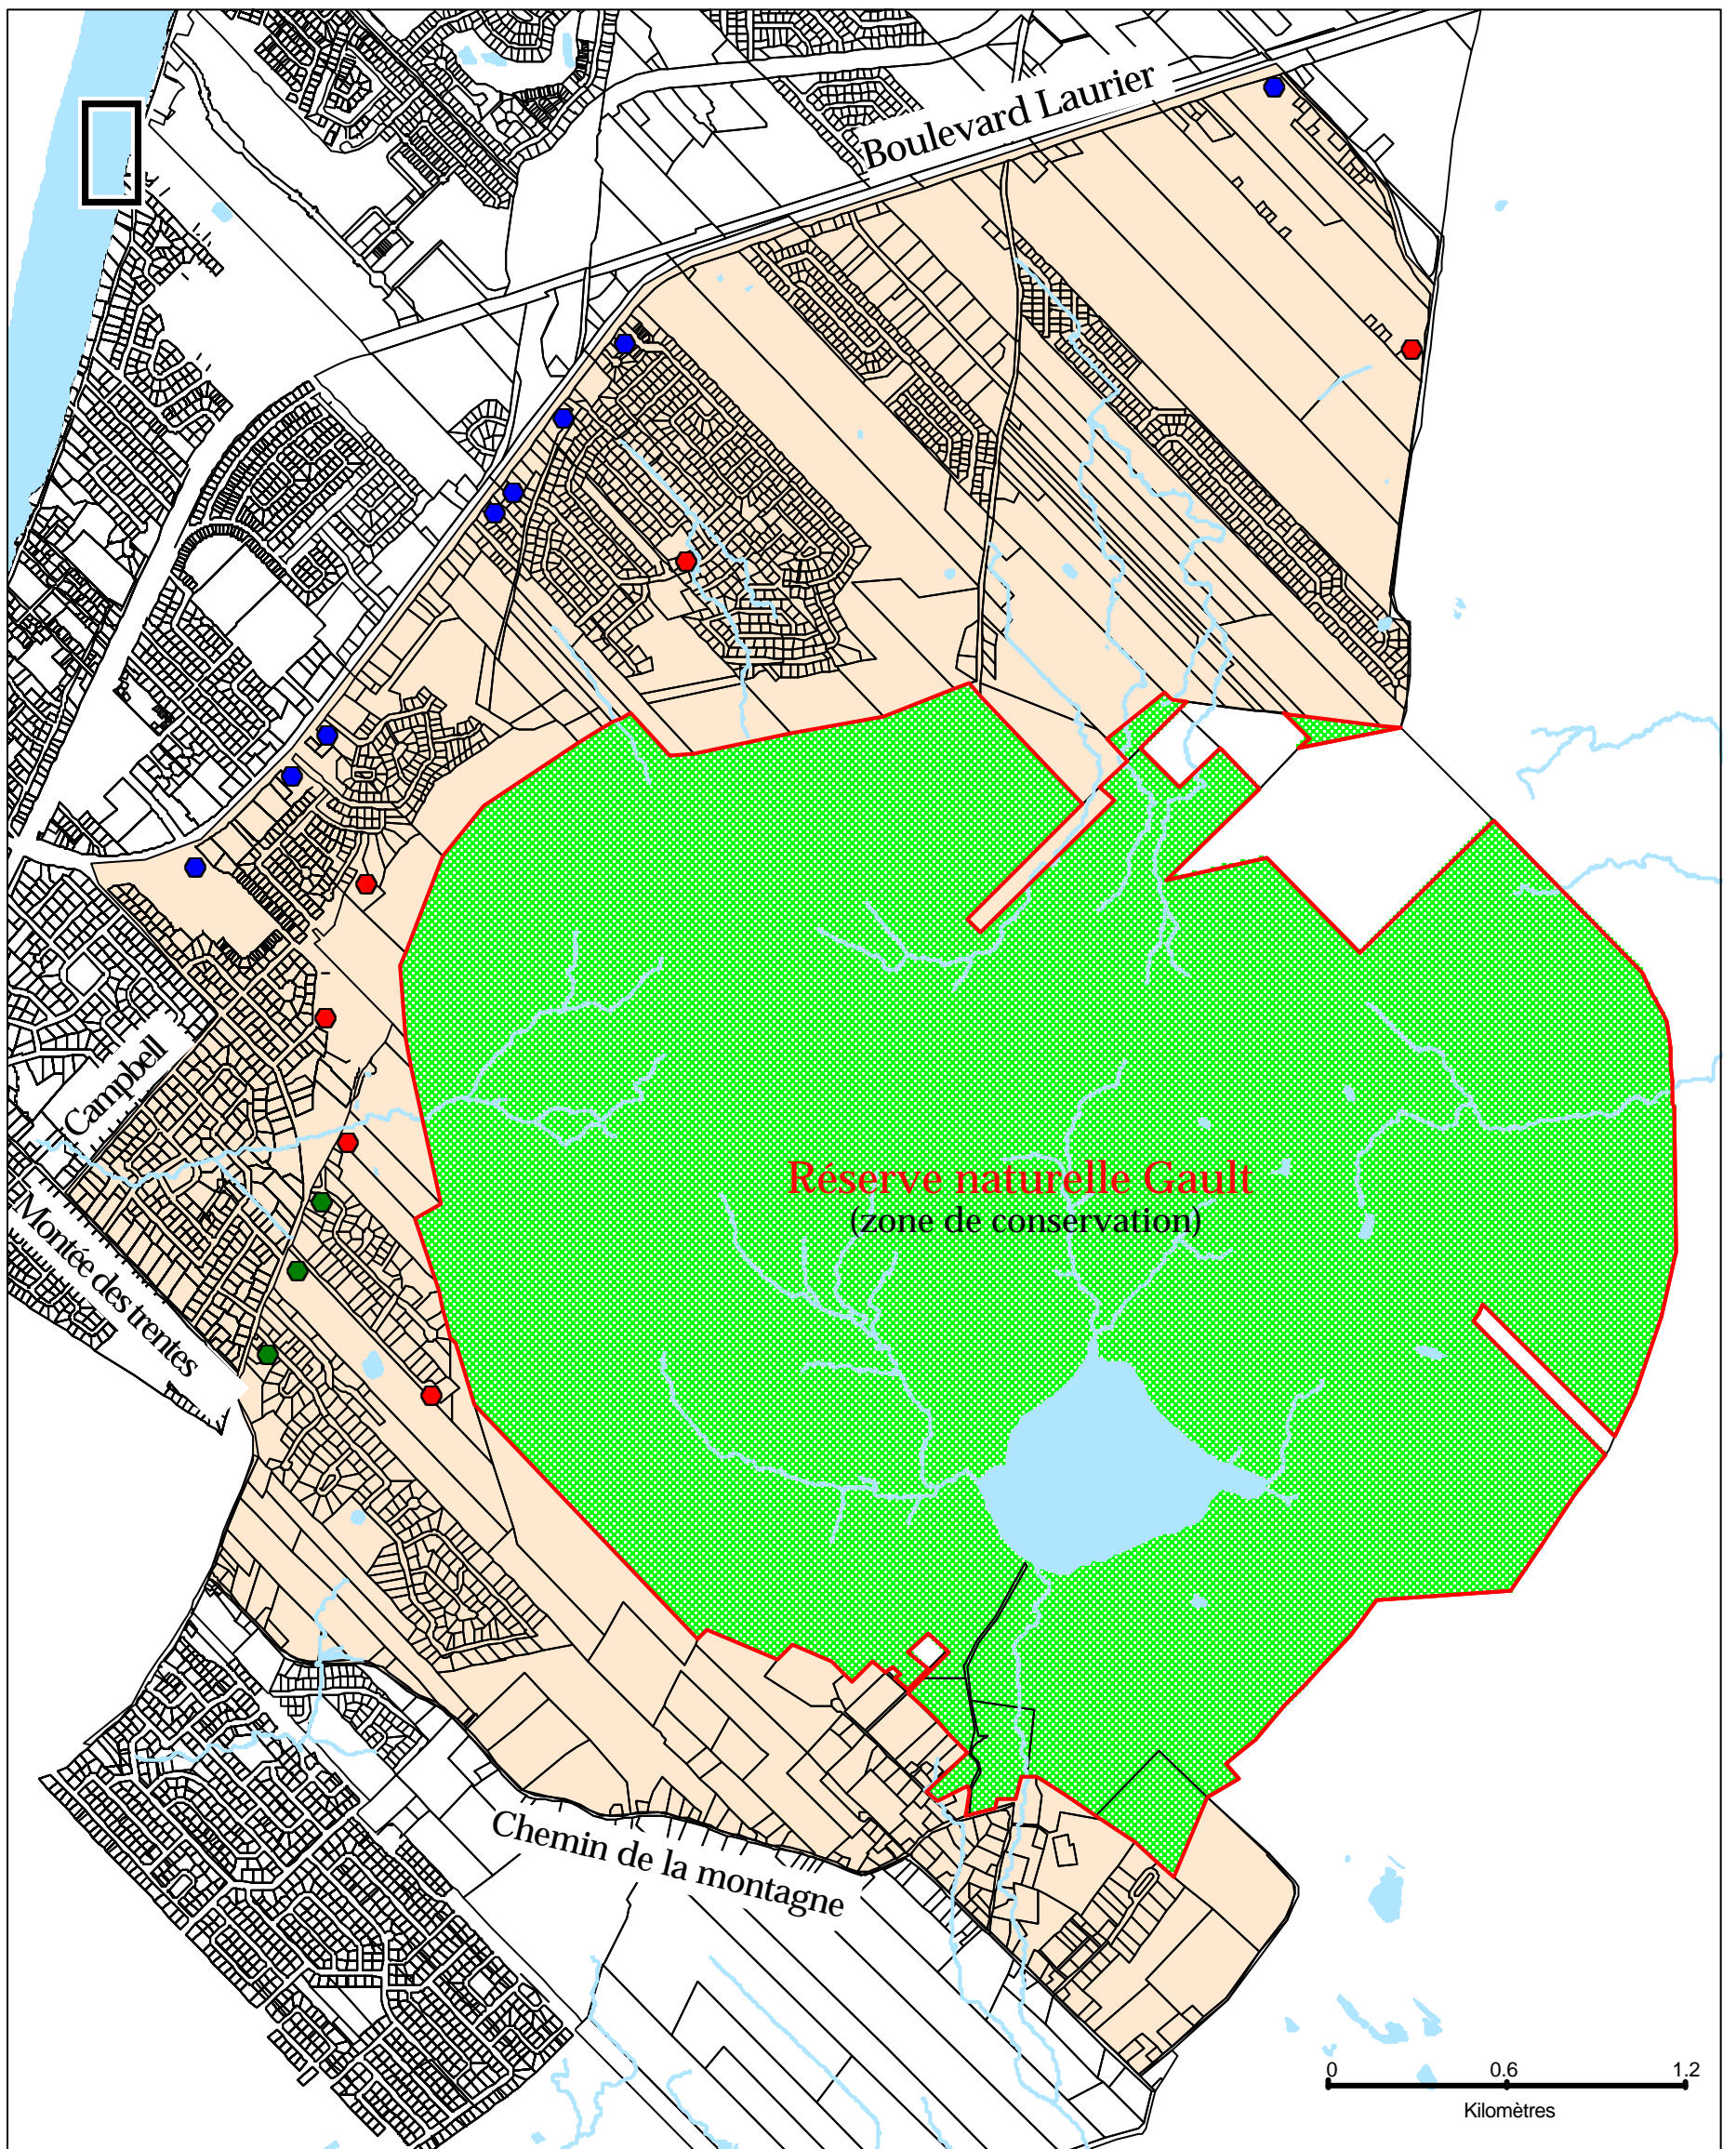 Boulevard Laurier
Campbell
Montée des trentes
Réserve naturelle Gault
(zone de conservation)
Chemin de la montagne
0 0.6 1.2
Kilomètres